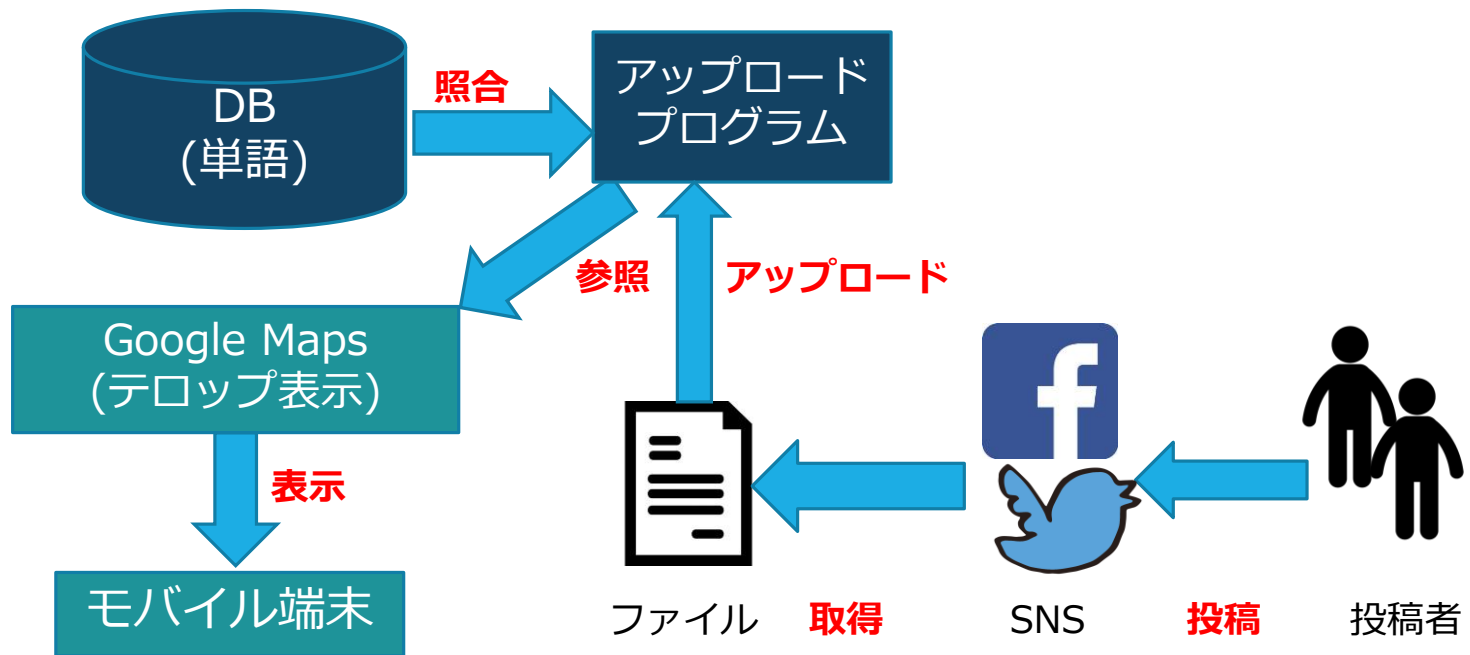 DB
(単語)
照合
アップロード
プログラム
参照
アップロード
Google Maps
(テロップ表示)
表示
モバイル端末
ファイル
取得
SNS
投稿
投稿者